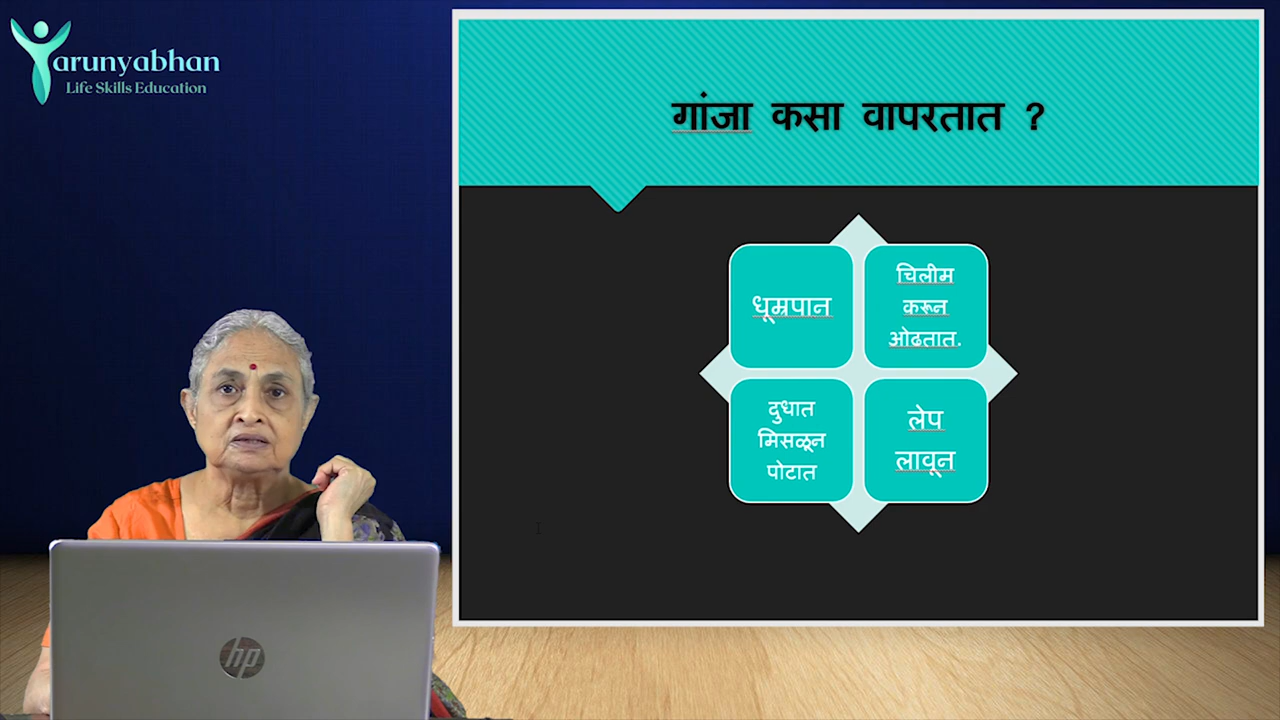 Tarunyabhan
Life Skills Education
गांजा कसा वापरतात ?
धूम्रपान
चिलीम
करून
ओढतात.
दुधात
मिसळून
पोटात
लेप
लावून
hp